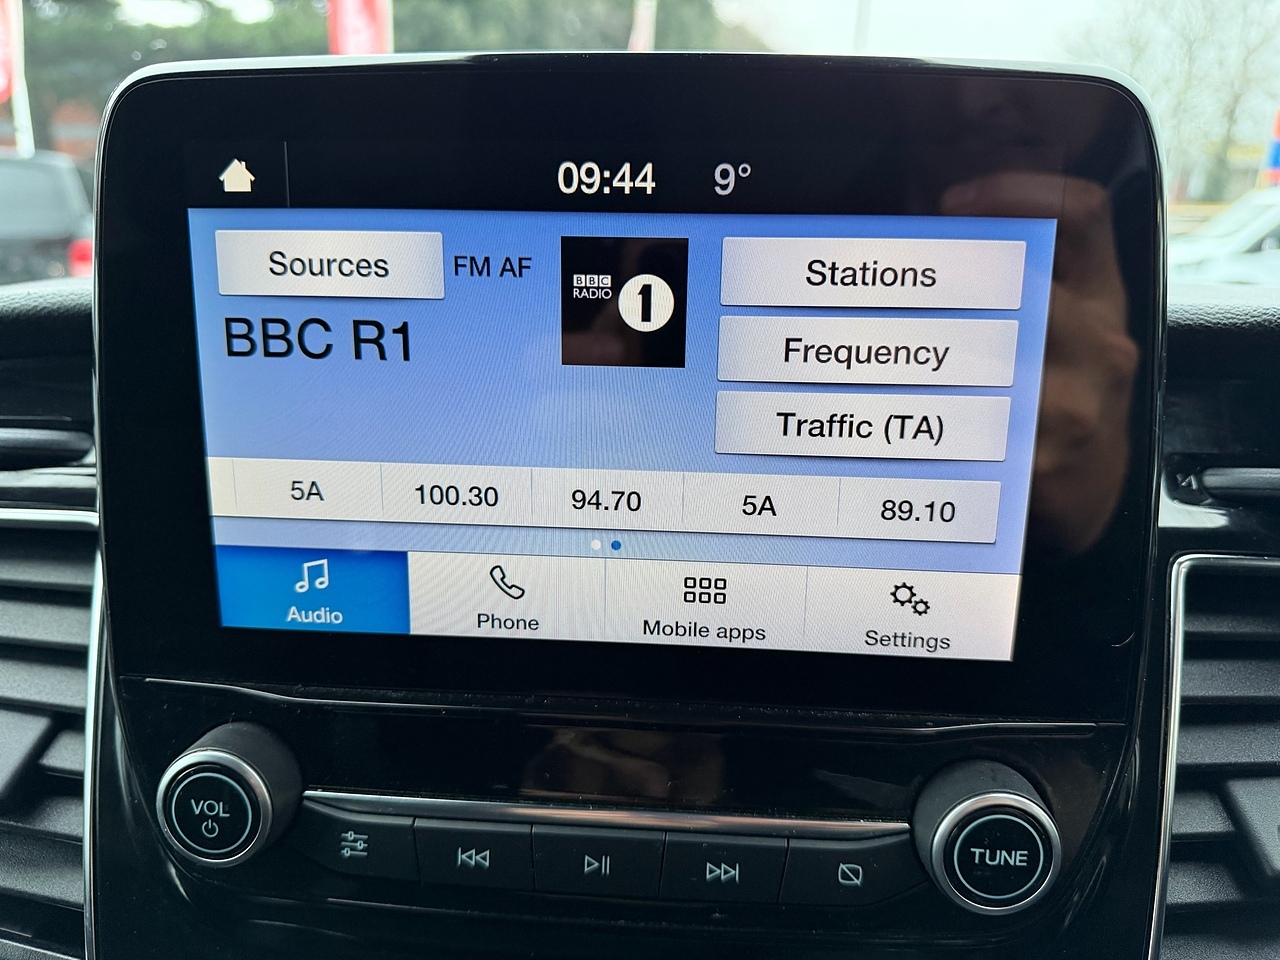 09:44 9°
Sources FM AF
BBC R1
BBC
RADIO 1
Stations
Frequency
Traffic (TA)
5A 100.30 94.70 5A 89.10
Audio Phone Mobile apps Settings
VOL
TUNE